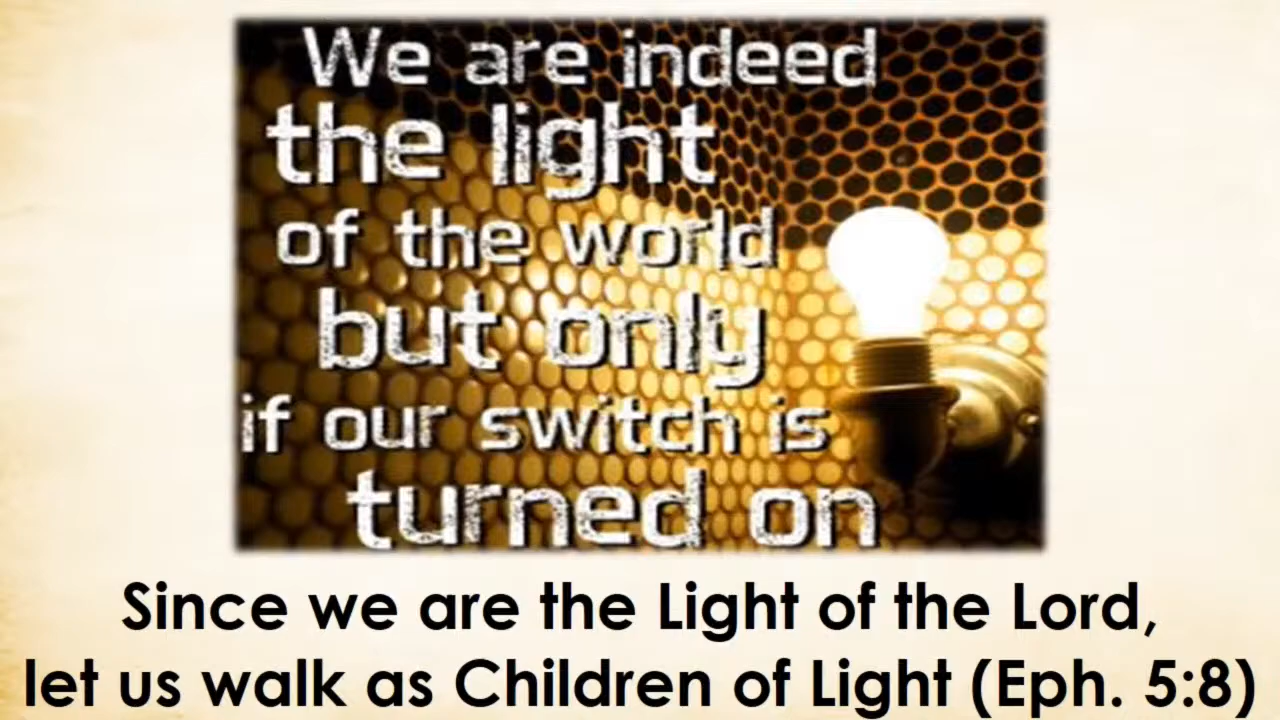 We are indeed
the light
of the world
but only
if our switch is
turned on
Since we are the Light of the Lord,
let us walk as Children of Light (Eph. 5:8)